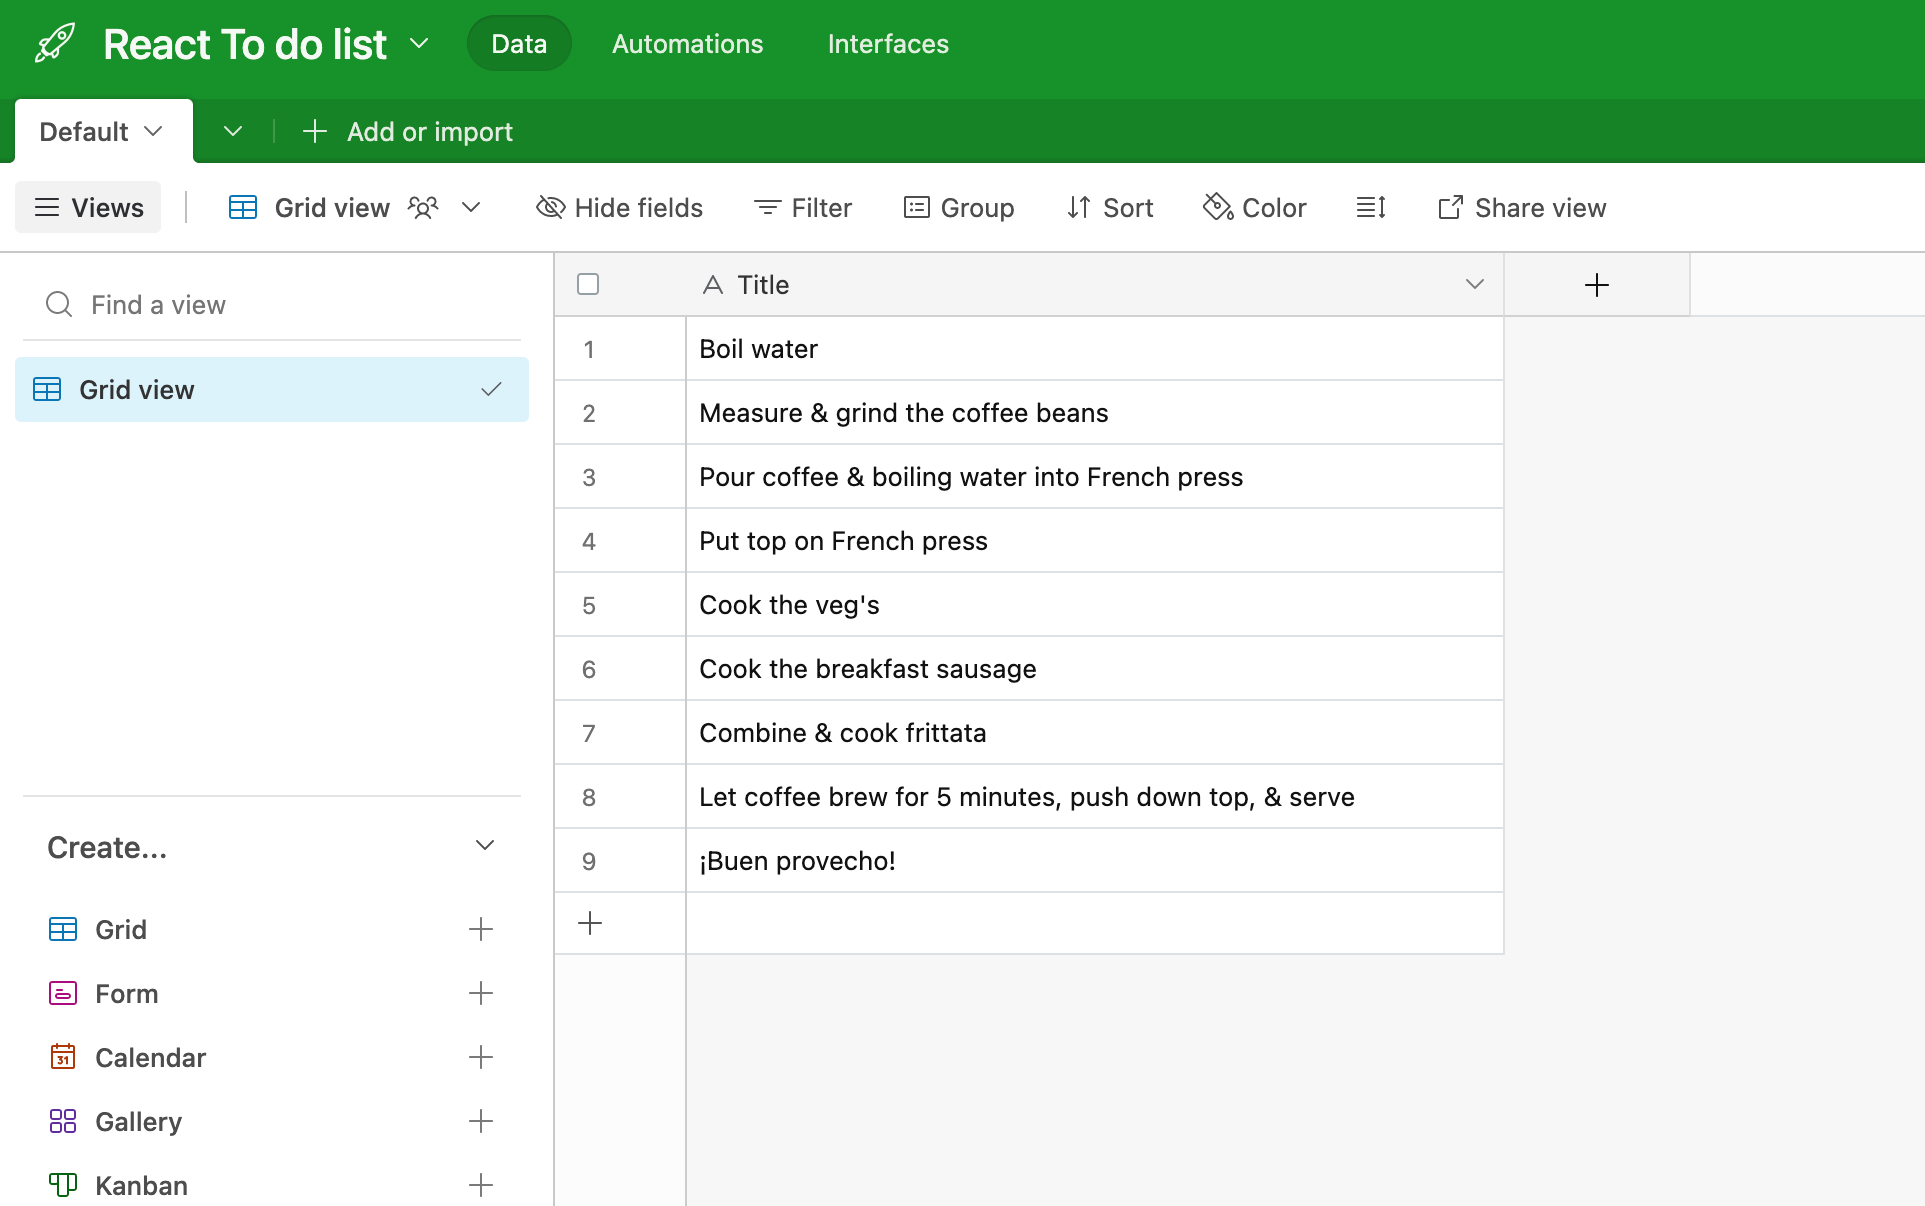 React To do list Data Automations Interfaces
Default Add or import
Views Grid view Hide fields Filter Group Sort Color Share view
Find a view
Grid view
Title
1 Boil water
2 Measure & grind the coffee beans
3 Pour coffee & boiling water into French press
4 Put top on French press
5 Cook the veg's
6 Cook the breakfast sausage
7 Combine & cook frittata
8 Let coffee brew for 5 minutes, push down top, & serve
9 ¡Buen provecho!
Create...
Grid
Form
31 Calendar
Gallery
Kanban